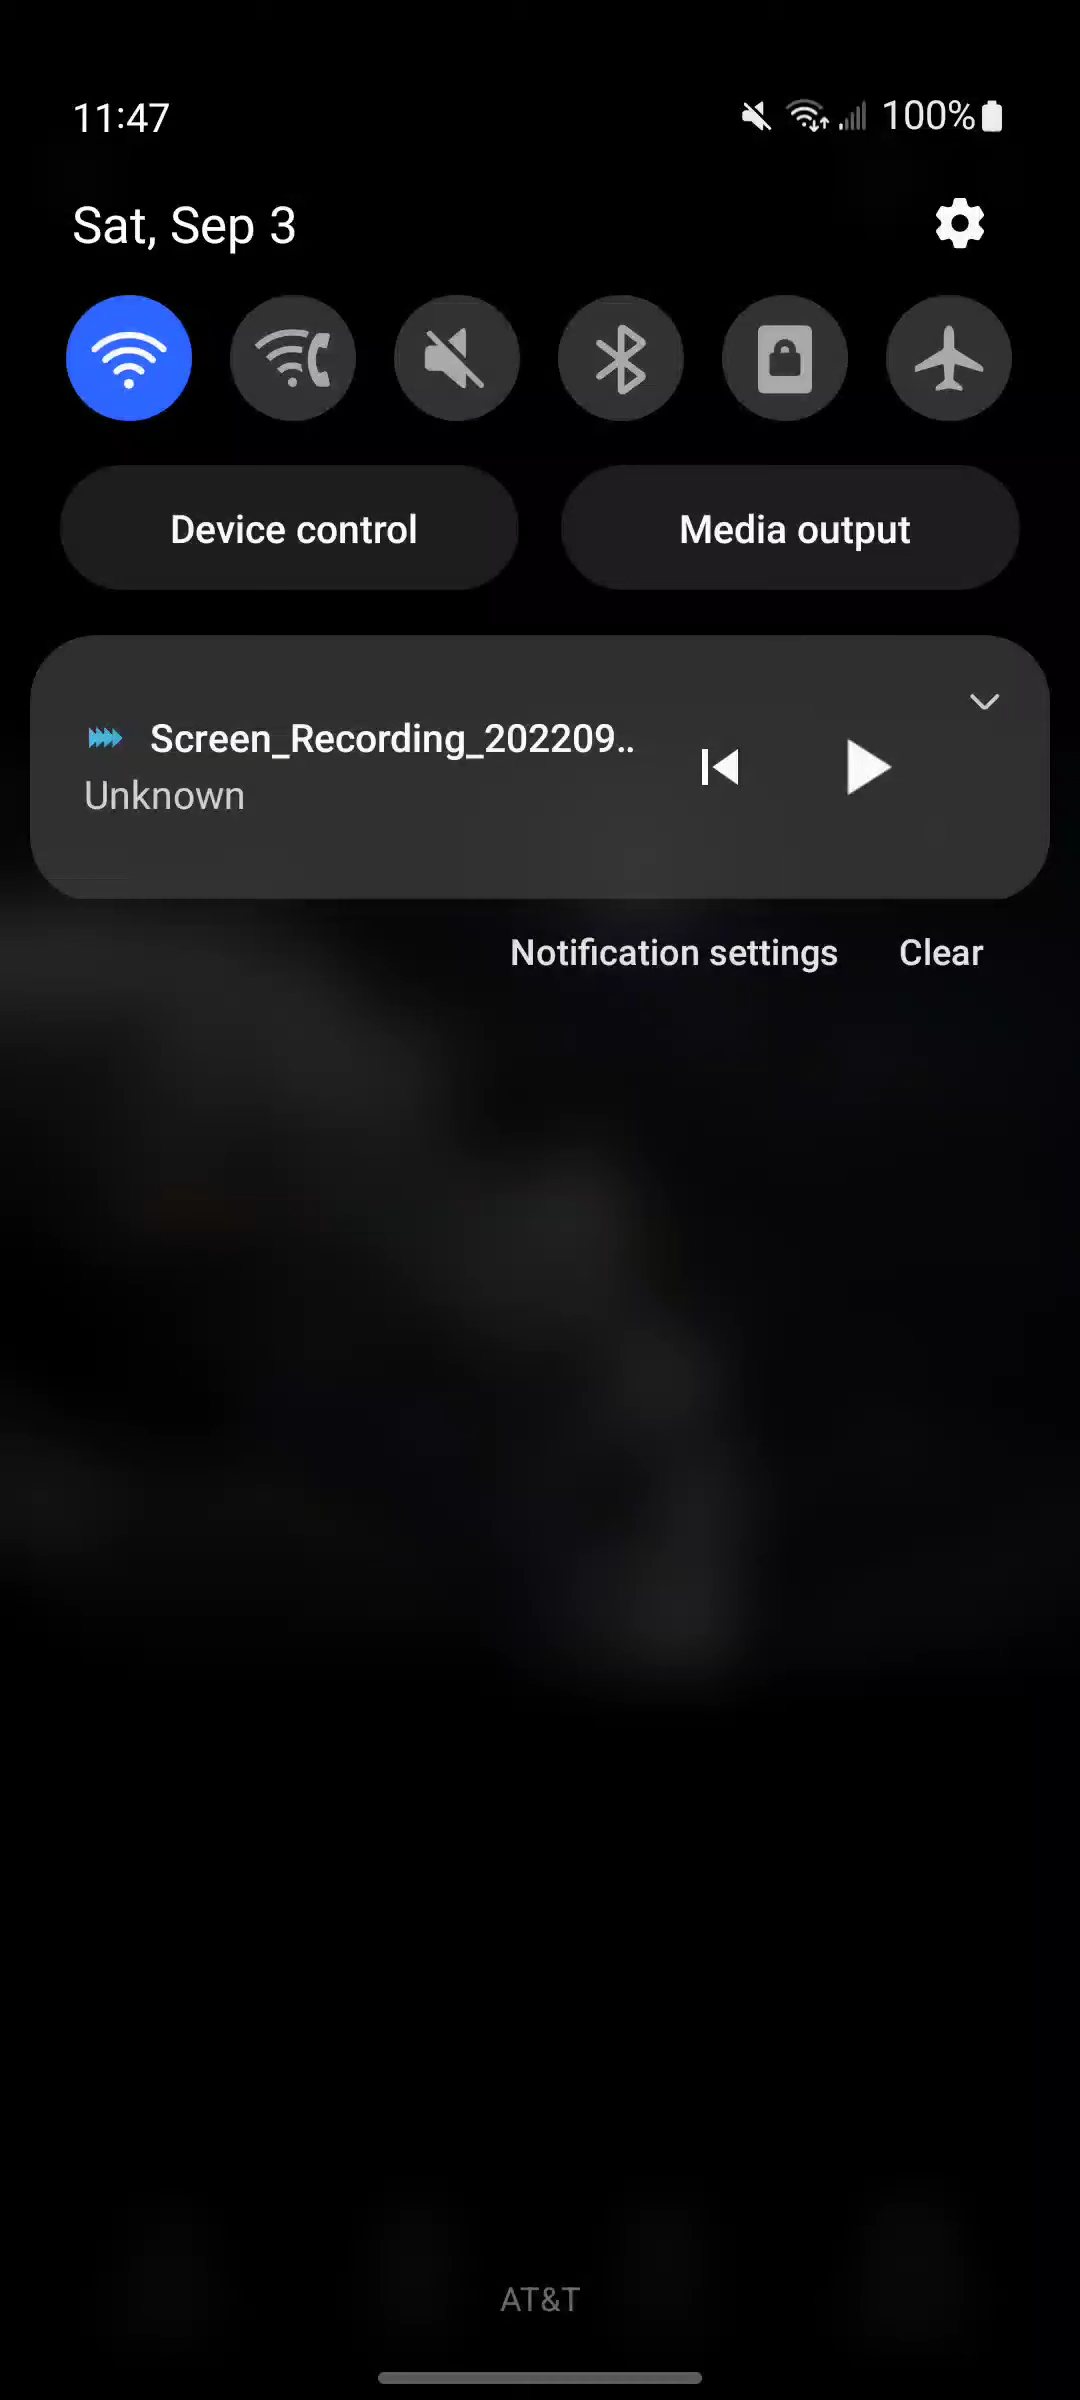 11:47
100%
Sat, Sep 3
Device control
Media output
Screen_Recording_202209..
Unknown
Notification settings
Clear
AT&T